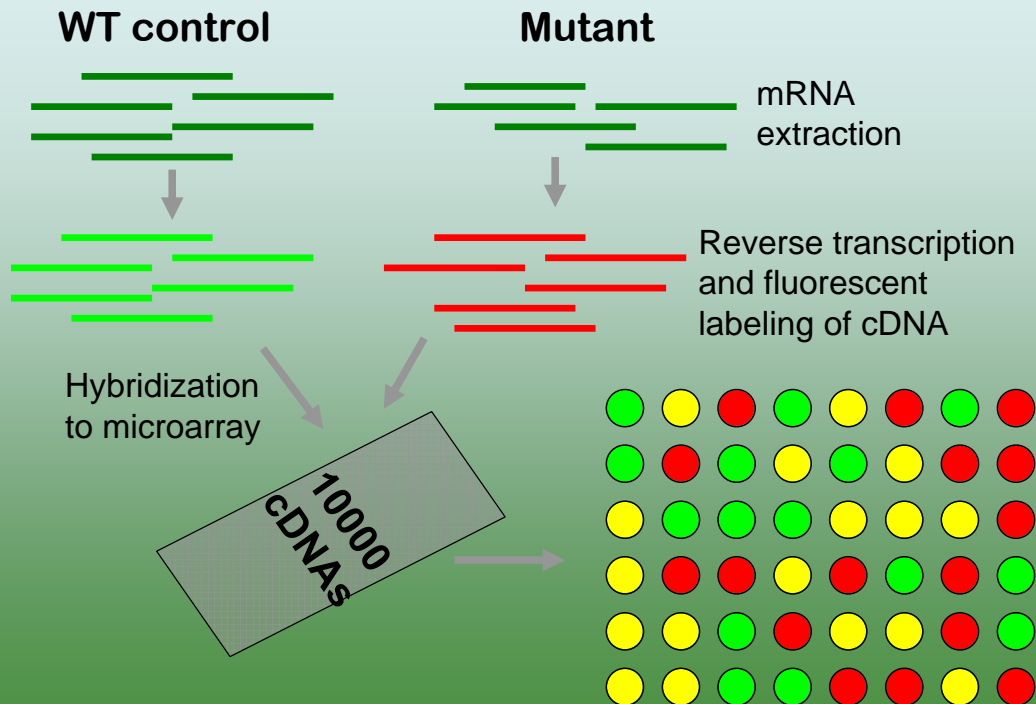 WT control
Mutant
mRNA
extraction
Reverse transcription
and fluorescent
labeling of cDNA
Hybridization
to microarray
10000
cDNAs